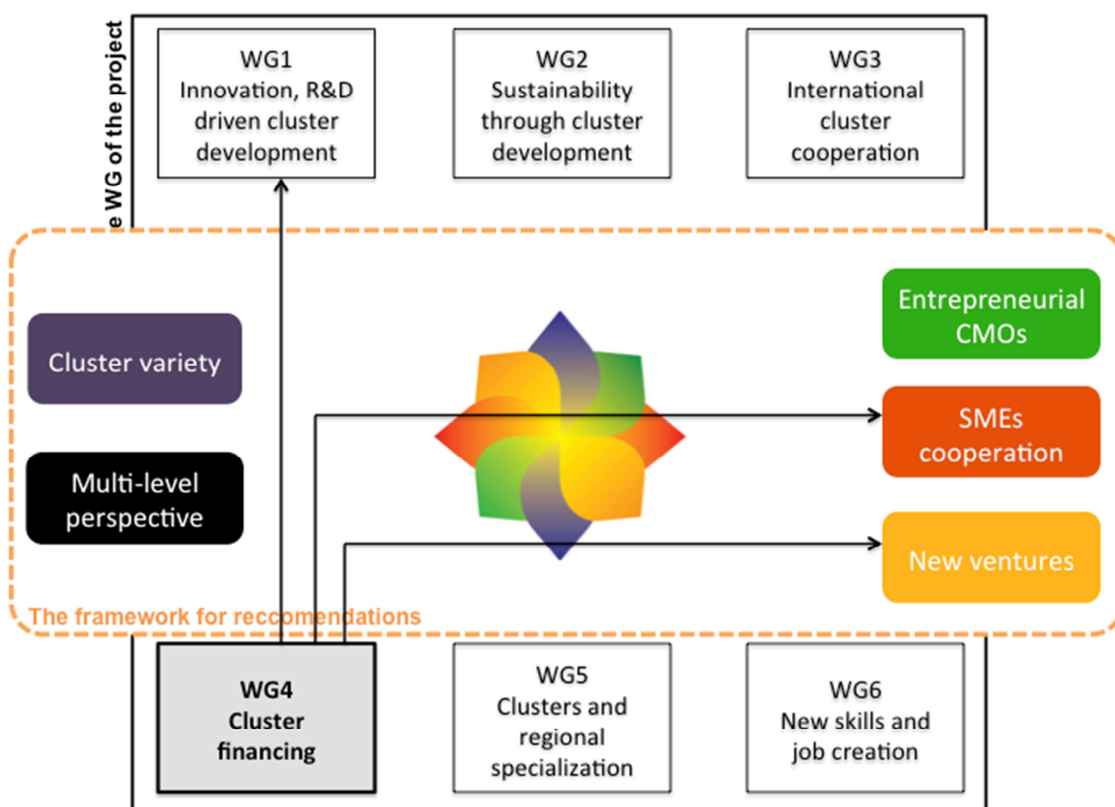 WG1
Innovation, R&D
driven cluster
development
WG2
Sustainability
through cluster
development
WG3
International
cluster
cooperation
e WG of the project
Cluster variety
Multi-level
perspective
Entrepreneurial
CMOs
SMEs
cooperation
New ventures
The framework for reccomendations
WG4
Cluster
financing
WG5
Clusters and
regional
specialization
WG6
New skills and
job creation